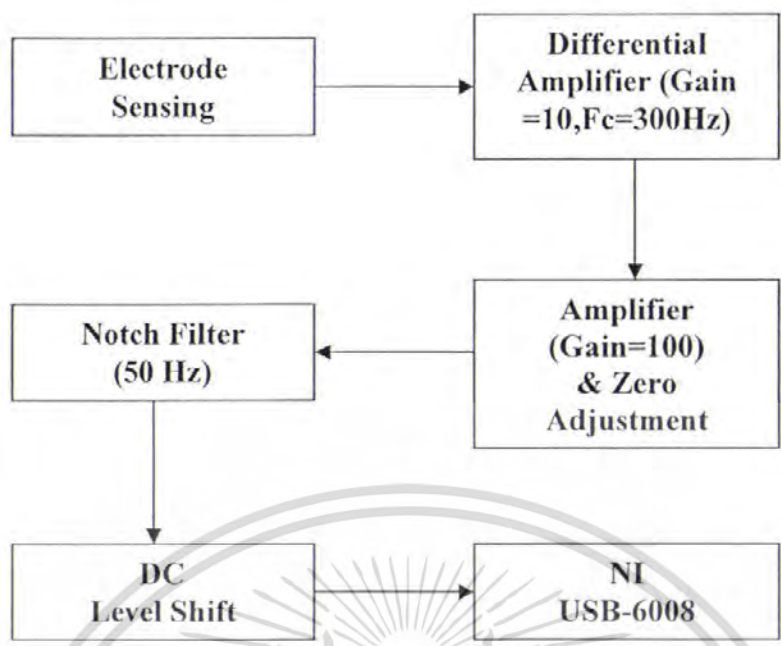 Electrode
Sensing
Differential
Amplifier (Gain
=10,Fc=300Hz)
Amplifier
(Gain=100)
& Zero
Adjustment
Notch Filter
(50 Hz)
DC
Level Shift
NI
USB-6008